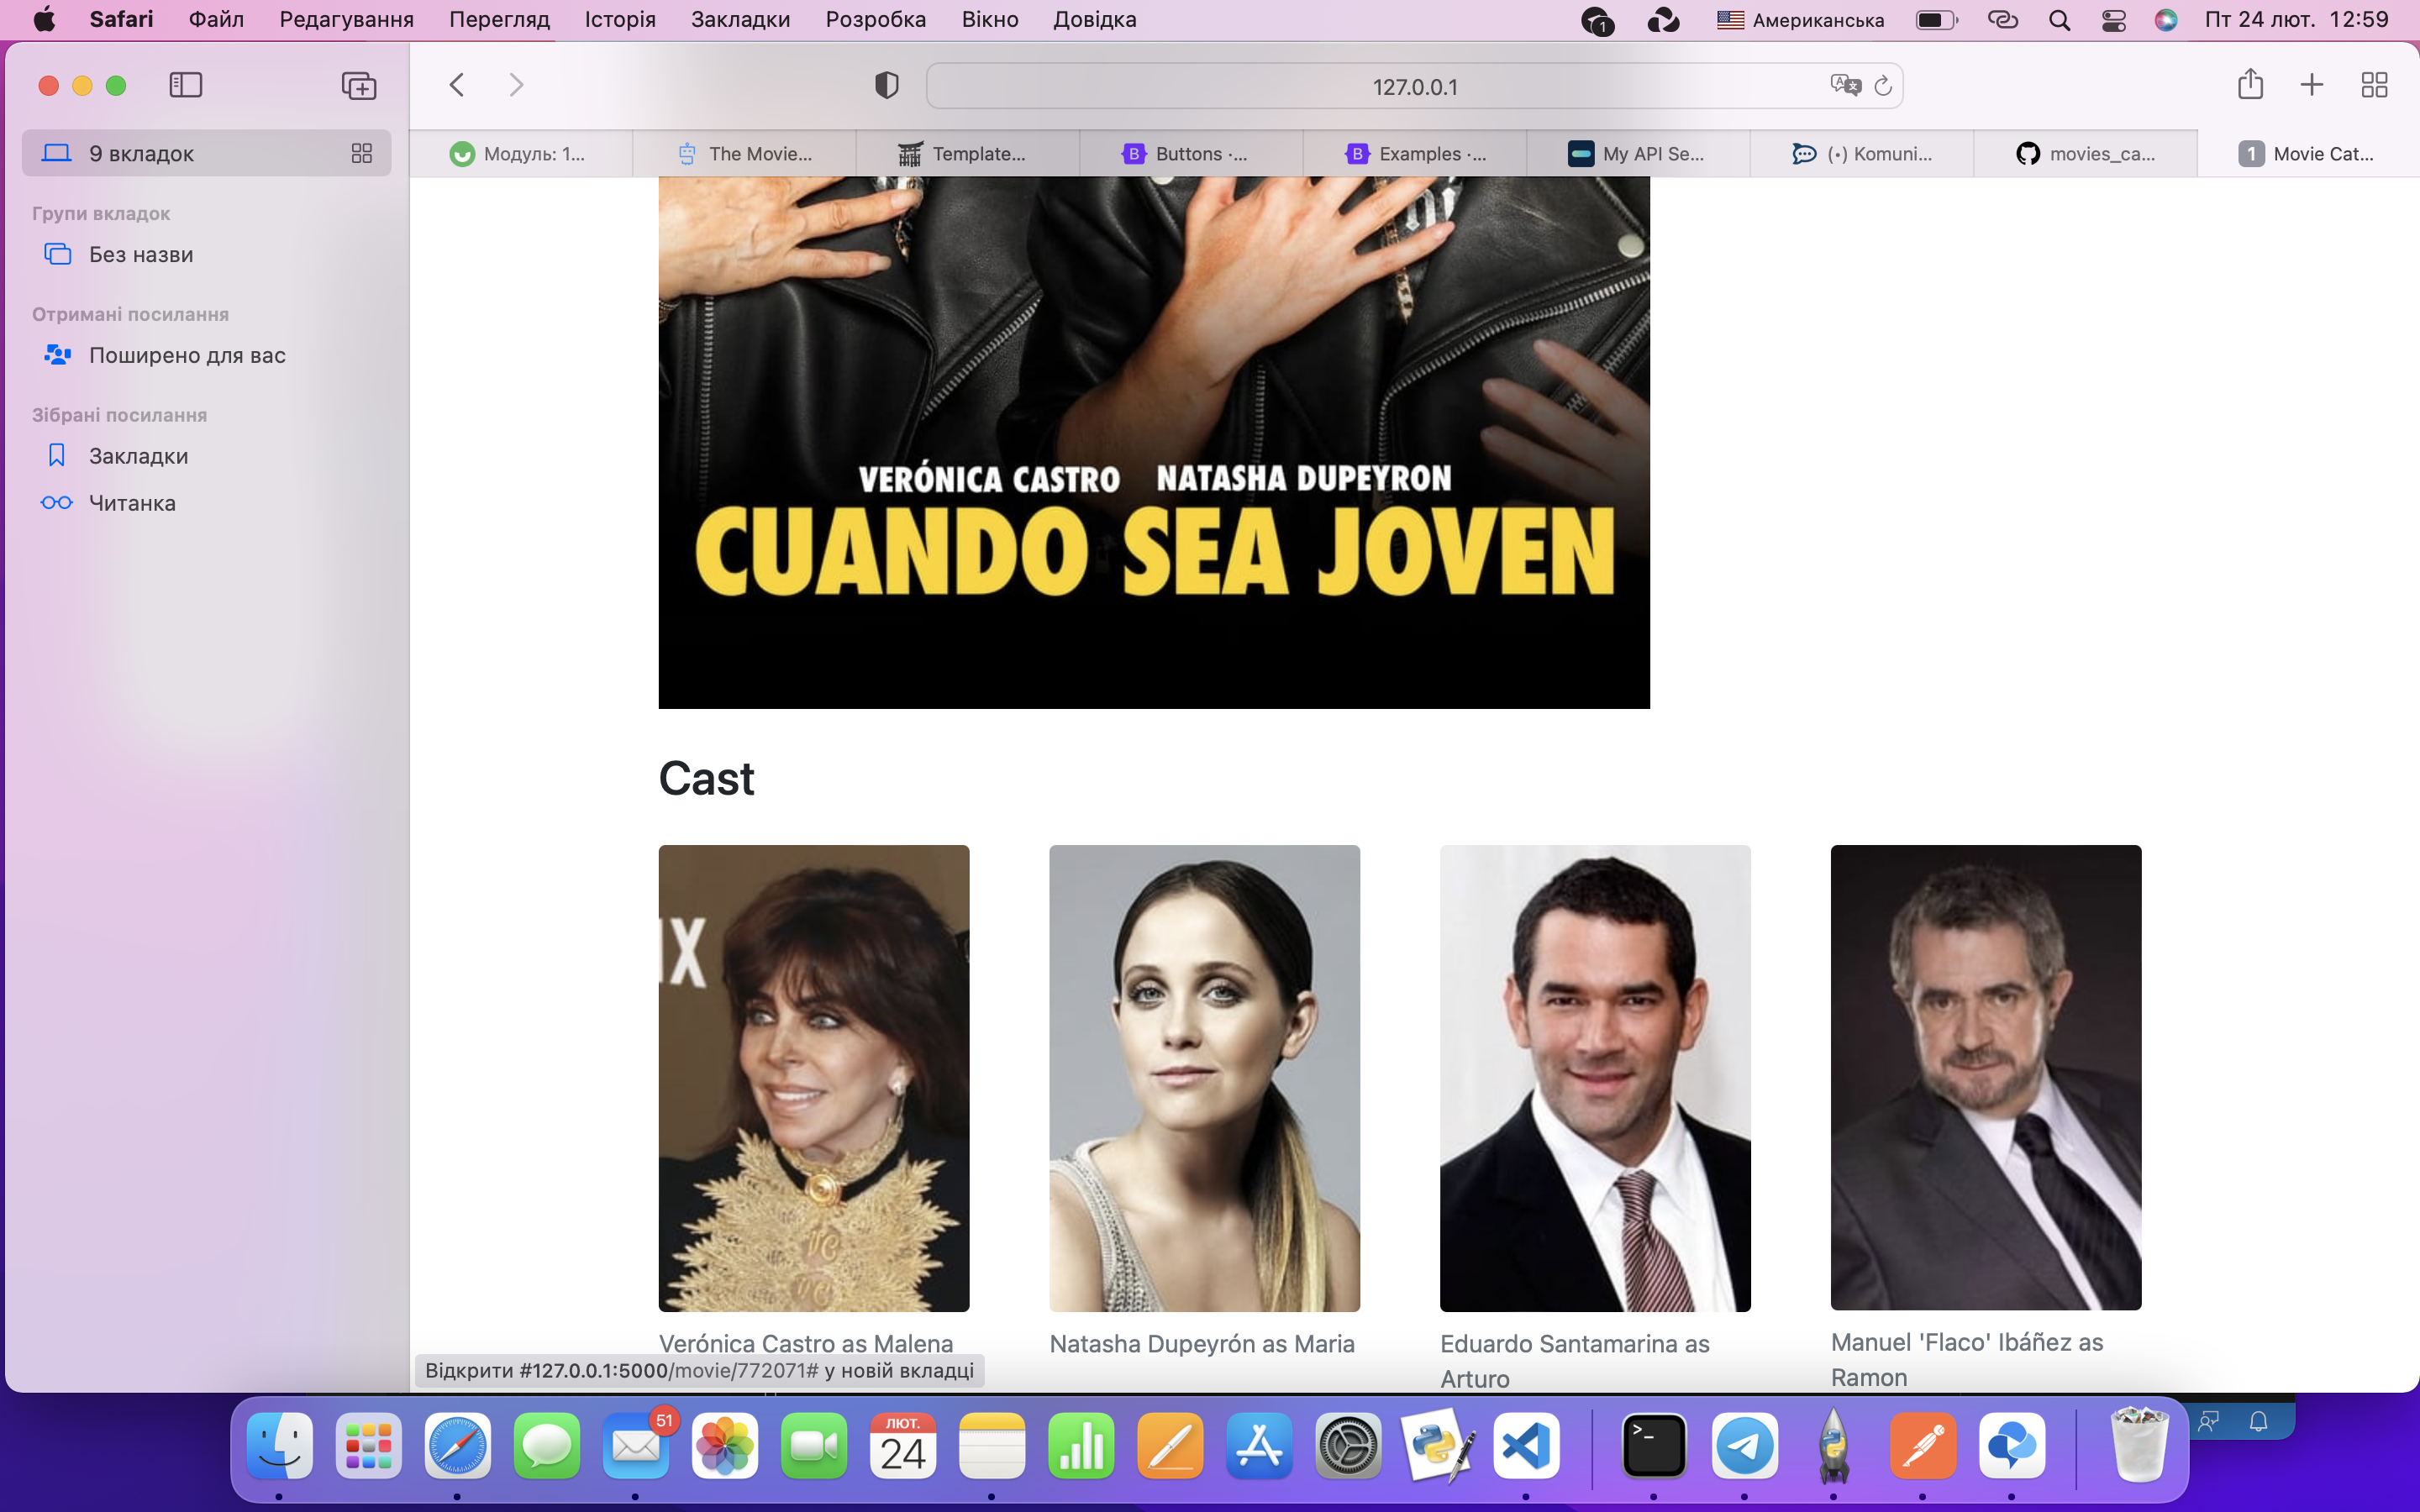 Safari Файл Редагування Перегляд Історія Закладки Розробка Вікно Довідка 1 Американська Пт 24 лют. 12:59
127.0.0.1
9 вкладок
Модуль: 1... The Movie... Template... B Buttons ·... B Examples ·... My API Se... (•) Komuni... movies_ca... 1 Movie Cat...
Групи вкладок
Без назви
Отримані посилання
Поширено для вас
Зібрані посилання
Закладки
Читанка
VERÓNICA CASTRO NATASHA DUPEYRON
CUANDO SEA JOVEN
Cast
IX
VC
Verónica Castro as Malena
Natasha Dupeyrón as Maria
Eduardo Santamarina as
Arturo
Manuel 'Flaco' Ibáñez as
Ramon
Відкрити #127.0.0.1:5000/movie/772071# у новій вкладці
51
ЛЮТ.
24
>_